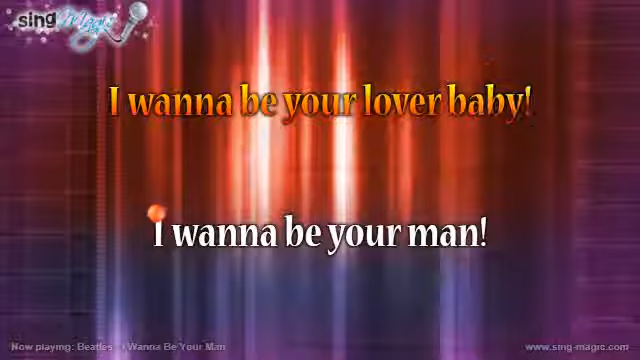 sing Magic
I wanna be your lover baby!
I wanna be your man!
Now playing: Beatles - I Wanna Be Your Man
www.sing-magic.com